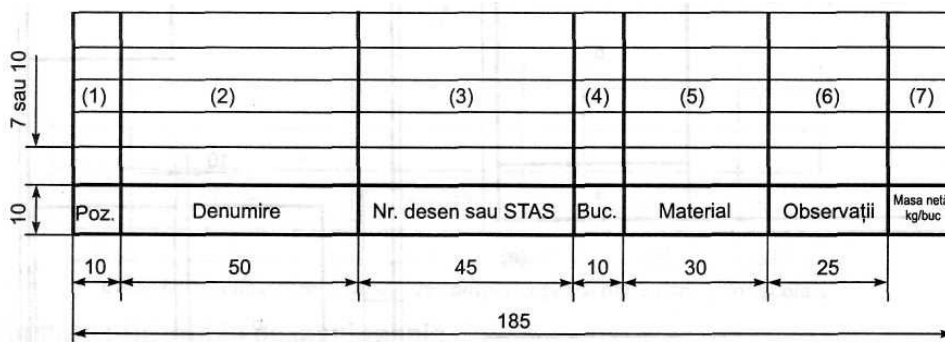 7 sau 10
(1) (2) (3) (4) (5) (6) (7)
10
Poz. Denumire Nr. desen sau STAS Buc. Material Observații Masa netă
kg/buc
10 50 45 10 30 25
185